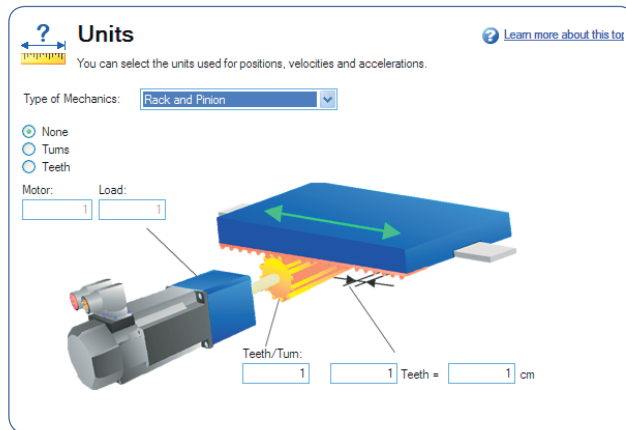 ?
Units
? Learn more about this top
You can select the units used for positions, velocities and accelerations.
Type of Mechanics: Rack and Pinion
None
Turns
Teeth
Motor: Load:
1 1
Teeth/Turn:
1 1 Teeth = 1 cm